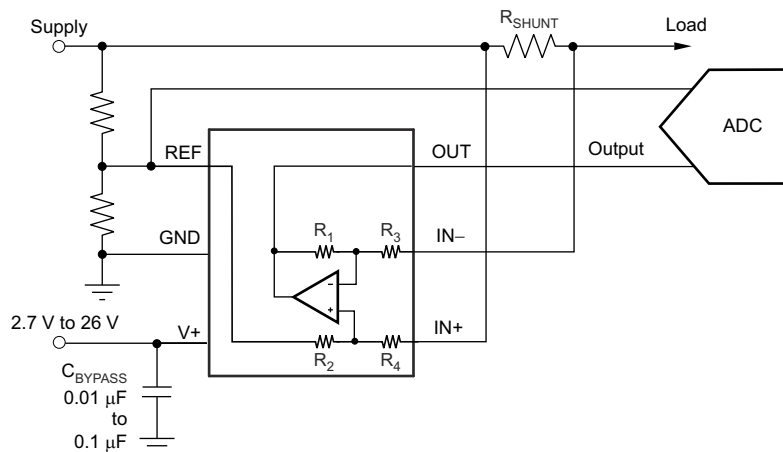 Supply
RSHUNT
Load
ADC
REF
OUT
Output
GND
R1
R3
IN−
−
+
2.7 V to 26 V
V+
R2
R4
IN+
CBYPASS
0.01 μF
to
0.1 μF